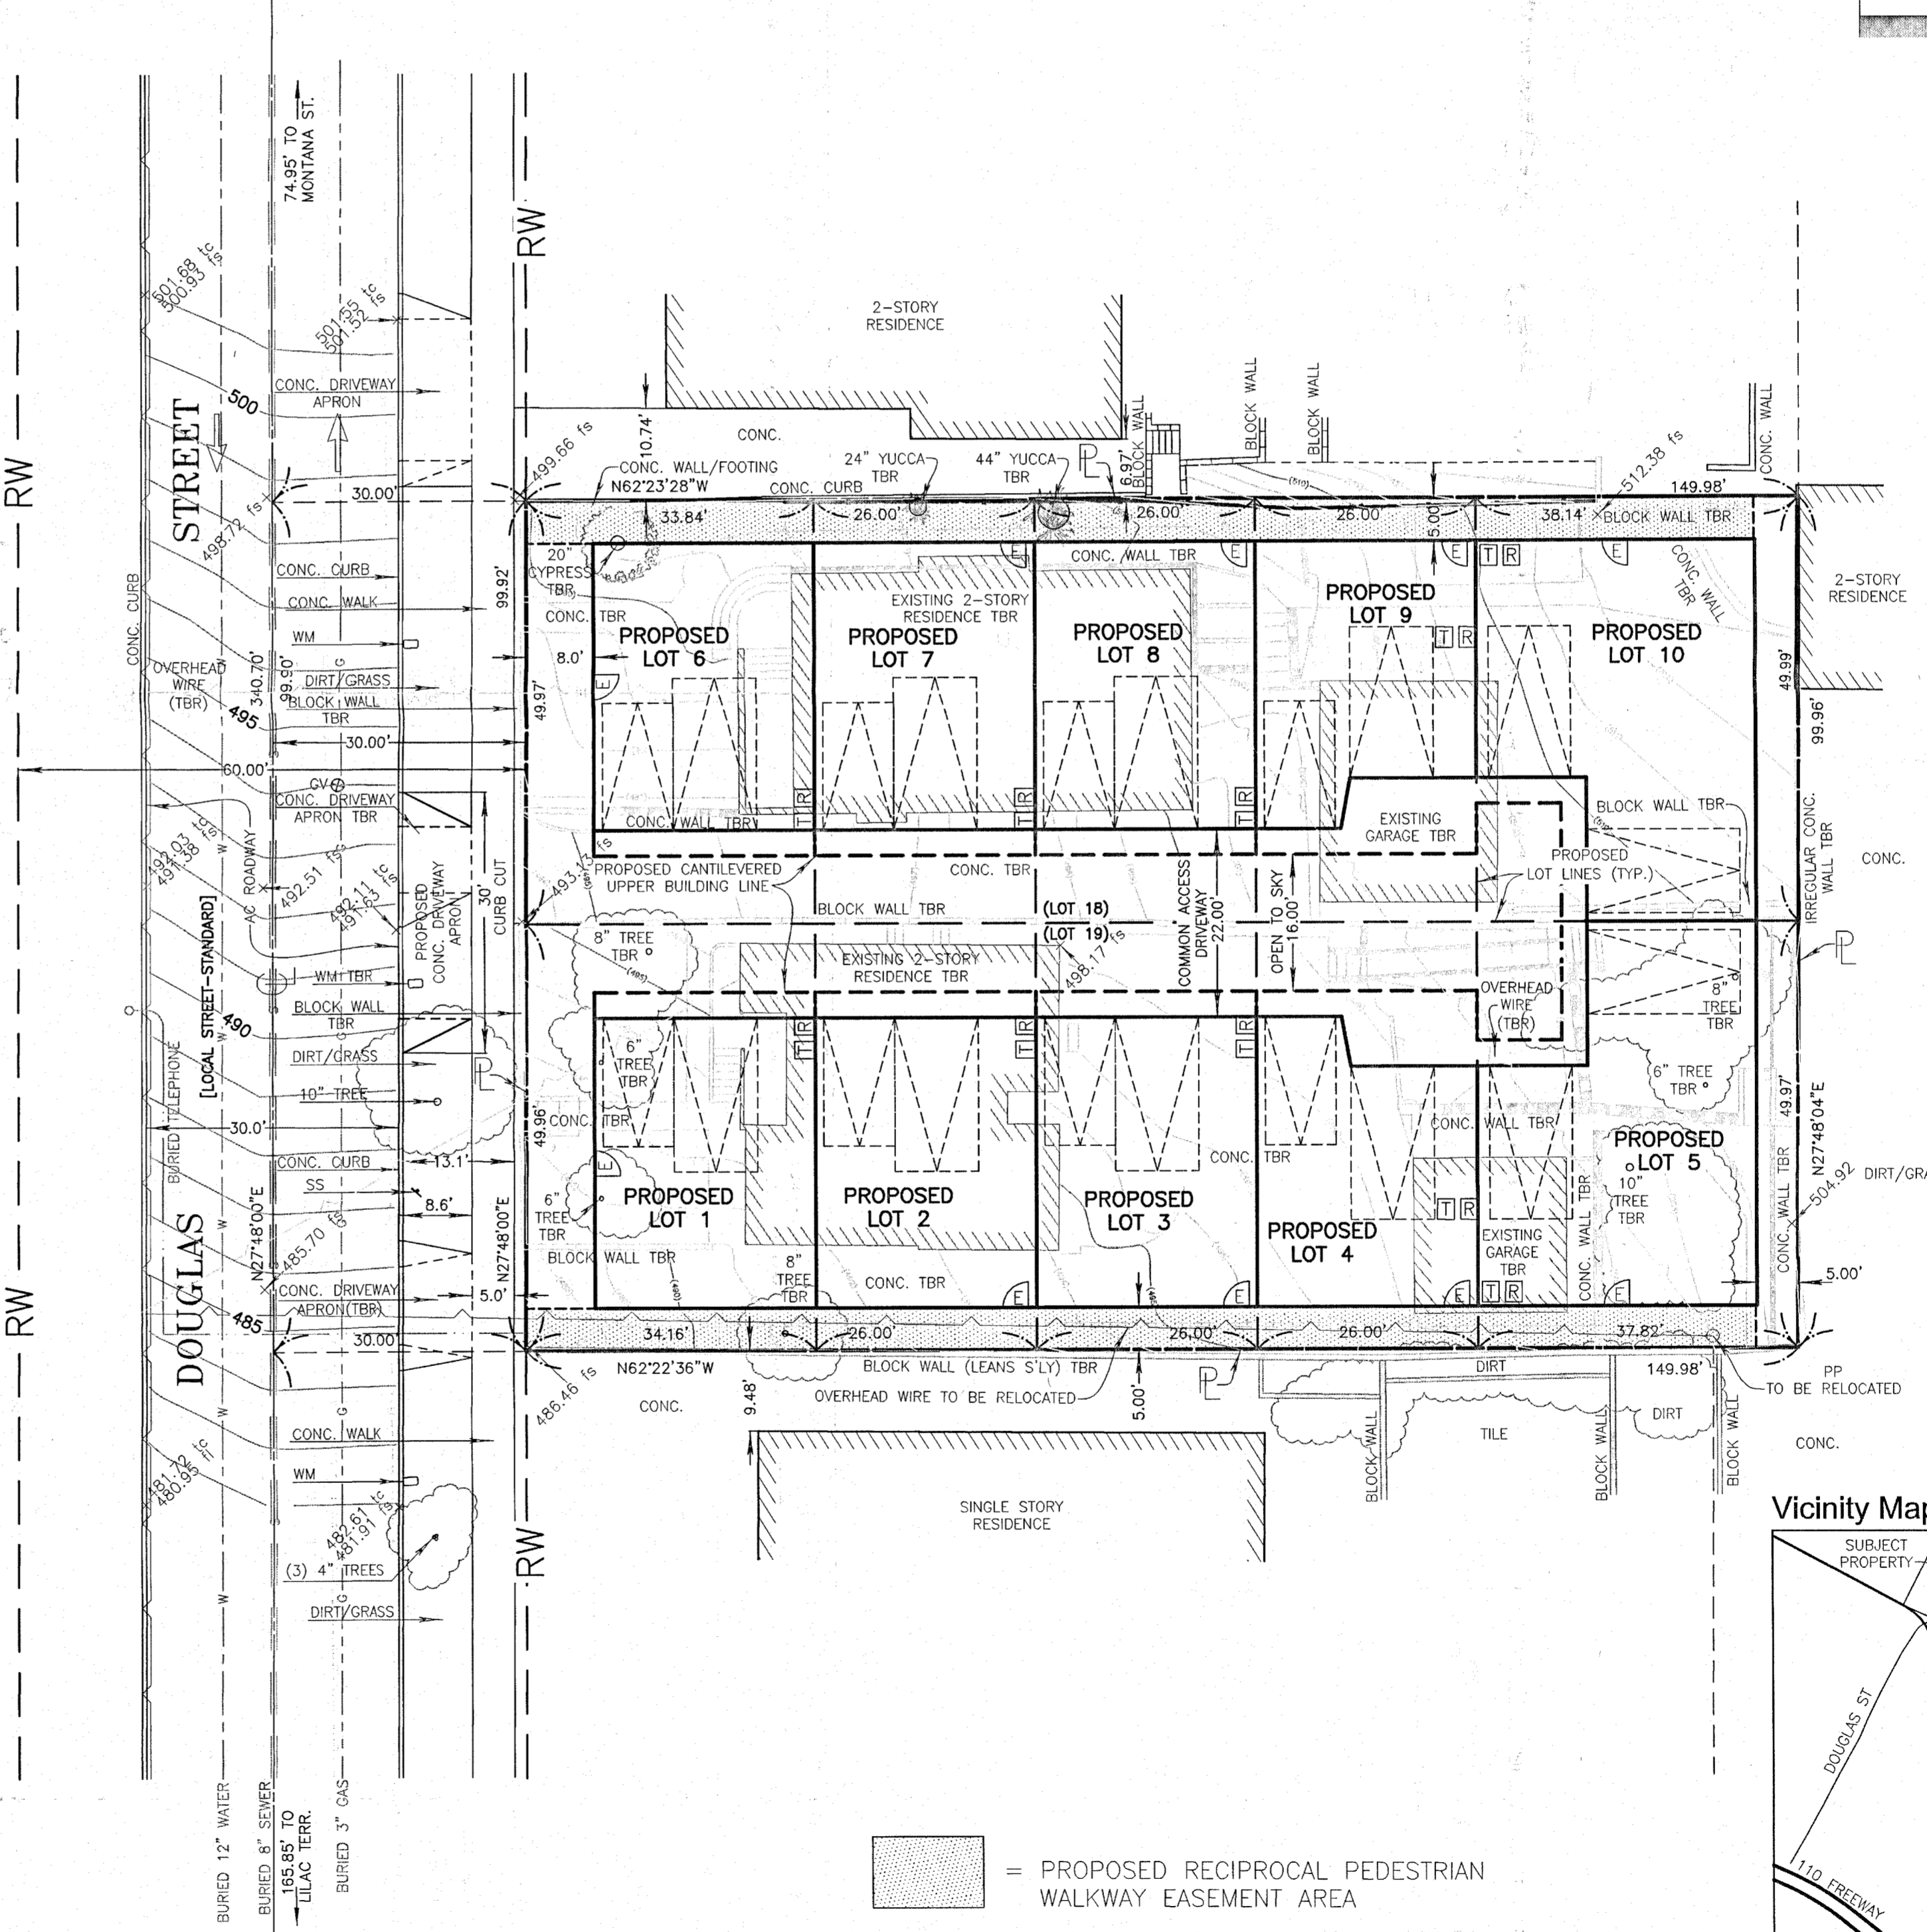 74.95' TO
MONTANA ST.
RW
RW
501.68 tc
500.93 fs
501.55 tc
501.52 fs
2-STORY
RESIDENCE
BLOCK WALL
BLOCK WALL
BLOCK WALL
CONC. WALL
CONC. DRIVEWAY
APRON
500
STREET
10.74'
CONC.
6.97'
499.66 fs
CONC. WALL/FOOTING
N62°23'28"W
CONC. CURB
24" YUCCA
TBR
44" YUCCA
TBR
PL
(510)
512.38 fs
149.98'
30.00'
498.72 fs
33.84'
26.00'
26.00'
26.00'
5.00'
38.14'
BLOCK WALL TBR
20"
CYPRESS
TBR
CONC. TBR
E
CONC. WALL TBR
E
E
T R
E
CONC. WALL
TBR
CONC. CURB
CONC. CURB
CONC. WALK
WM
DIRT/GRASS
BLOCK WALL
TBR
99.92'
EXISTING 2-STORY
RESIDENCE TBR
2-STORY
RESIDENCE
PROPOSED
LOT 6
PROPOSED
LOT 7
PROPOSED
LOT 8
PROPOSED
LOT 9
T R
PROPOSED
LOT 10
8.0'
E
49.97'
49.99'
99.96'
OVERHEAD
WIRE
(TBR)
495
340.70'
99.90'
30.00'
60.00'
GV
CONC. DRIVEWAY
APRON TBR
T R
T R
T R
CONC. WALL TBR
EXISTING
GARAGE TBR
BLOCK WALL TBR
IRREGULAR CONC.
WALL TBR
CONC.
492.03 tc
491.38 fs
AC ROADWAY
492.51 fs
492.11 tc
491.63 fs
PROPOSED
CONC. DRIVEWAY
APRON
30'
CURB CUT
493.13 fs
PROPOSED CANTILEVERED
UPPER BUILDING LINE
CONC. TBR
COMMON ACCESS
DRIVEWAY
22.00'
OPEN TO SKY
16.00'
PROPOSED
LOT LINES (TYP.)
BLOCK WALL TBR
(LOT 18)
(LOT 19)
[LOCAL STREET-STANDARD]
8" TREE
TBR
(495)
EXISTING 2-STORY
RESIDENCE TBR
498.17 fs
OVERHEAD
WIRE
(TBR)
8"
TREE
TBR
PL
WM TBR
BLOCK WALL
TBR
490
DIRT/GRASS
10" TREE
PL
6"
TREE
TBR
T R
T R
T R
6" TREE
TBR
BURIED TELEPHONE
30.0'
49.96'
CONC. TBR
CONC. WALL TBR
49.97'
N27°48'04"E
CONC. CURB
SS
13.1'
8.6'
E
CONC. TBR
PROPOSED
LOT 5
10"
TREE
TBR
504.92
DIRT/GRA
CONC. WALL TBR
N27°48'00"E
485.70 fs
N27°48'00"E
6"
TREE
TBR
PROPOSED
LOT 1
PROPOSED
LOT 2
PROPOSED
LOT 3
PROPOSED
LOT 4
T R
EXISTING
GARAGE
TBR
CONC. WALL TBR
DOUGLAS
CONC. DRIVEWAY
APRON(TBR)
5.0'
BLOCK WALL TBR
(490)
8"
TREE
TBR
CONC. TBR
E
E
E
T R
E
5.00'
485
30.00'
34.16'
26.00'
26.00'
26.00'
37.82'
N62°22'36"W
BLOCK WALL (LEANS S'LY) TBR
PL
DIRT
149.98'
PP
TO BE RELOCATED
486.46 fs
CONC.
9.48'
OVERHEAD WIRE TO BE RELOCATED
5.00'
BLOCK WALL
TILE
BLOCK WALL
DIRT
BLOCK WALL
CONC.
CONC. WALK
481.72 tc
480.95 fl
WM
482.61 tc
481.91 fs
(3) 4" TREES
DIRT/GRASS
RW
RW
SINGLE STORY
RESIDENCE
Vicinity Map
SUBJECT
PROPERTY
DOUGLAS ST
110 FREEWAY
BURIED 12" WATER
BURIED 8" SEWER
165.85' TO
LILAC TERR.
BURIED 3" GAS
= PROPOSED RECIPROCAL PEDESTRIAN
WALKWAY EASEMENT AREA